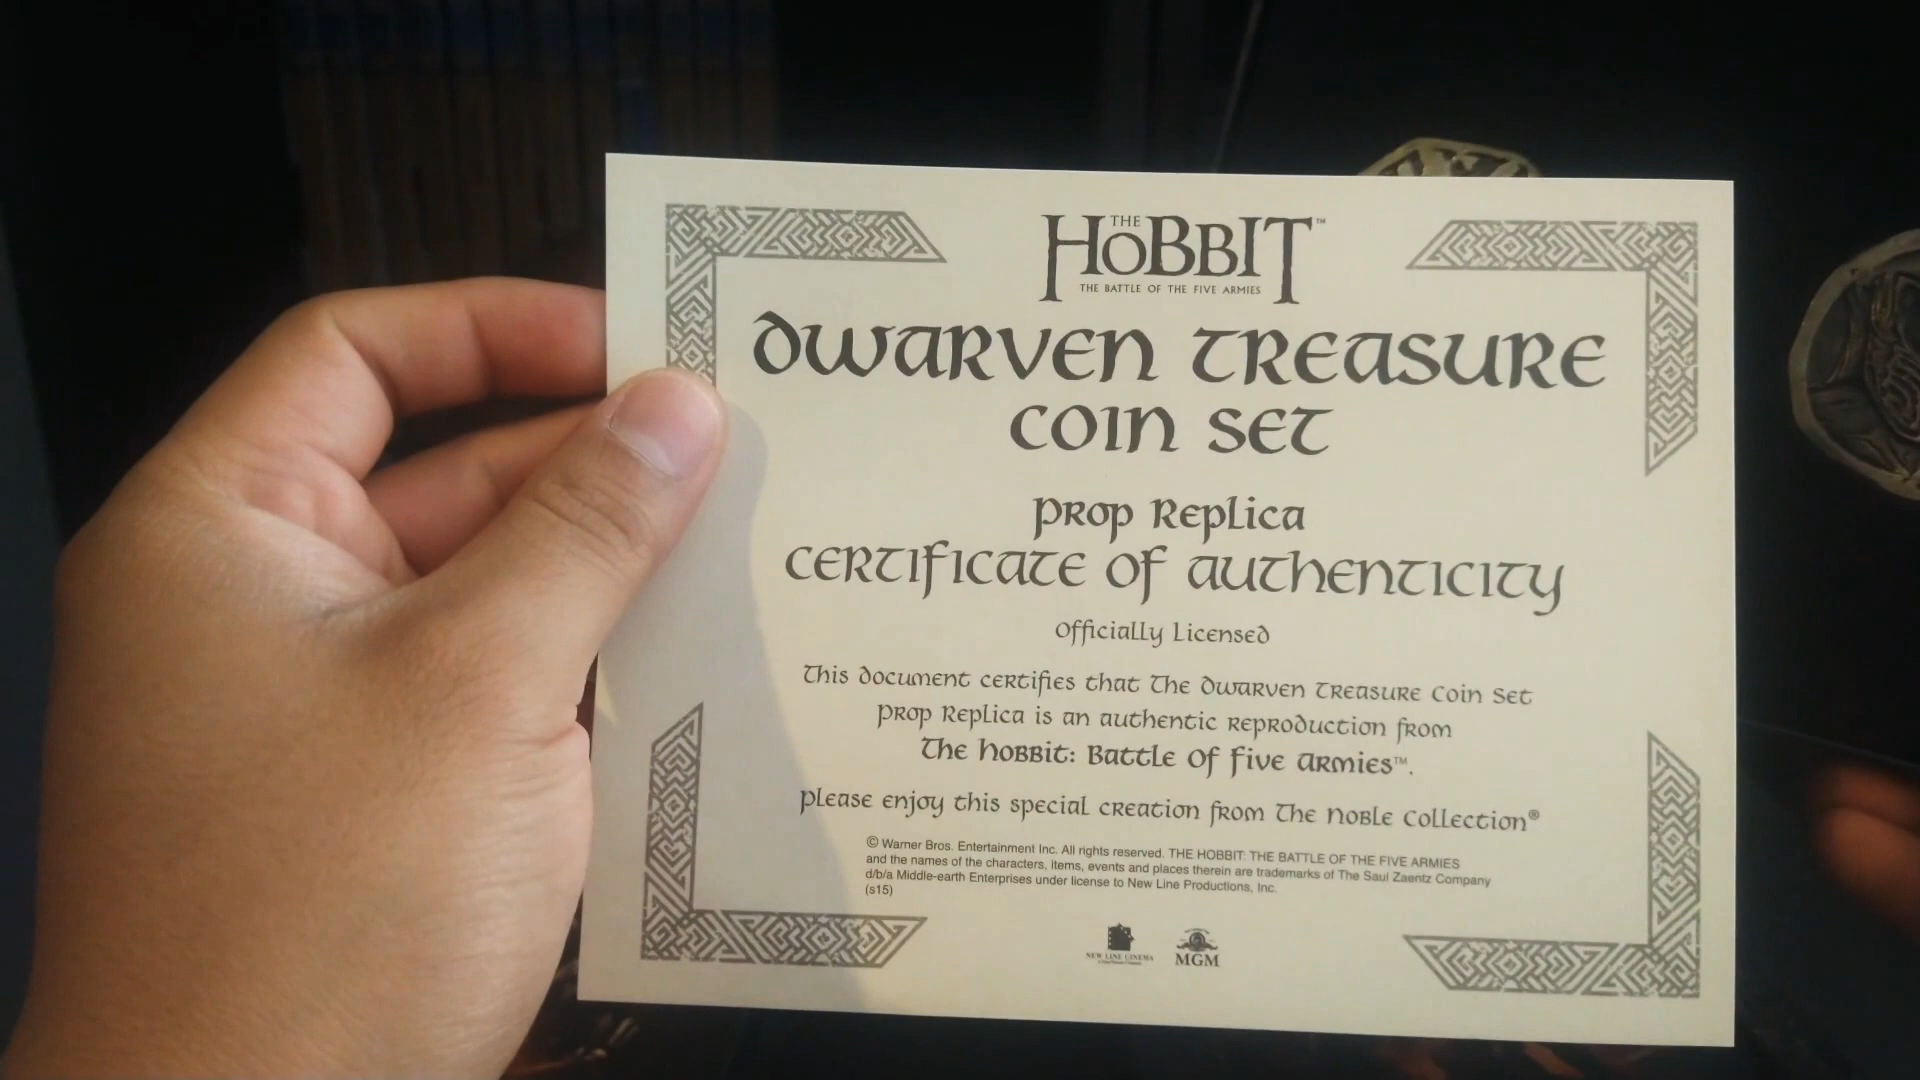 THE
HOBBIT™
THE BATTLE OF THE FIVE ARMIES
Dwarven Treasure
Coin Set
Prop Replica
Certificate of Authenticity
Officially Licensed
This document certifies that The Dwarven Treasure Coin Set
Prop Replica is an authentic reproduction from
The Hobbit: Battle of Five Armies™.
Please enjoy this special creation from The Noble Collection®
© Warner Bros. Entertainment Inc. All rights reserved. THE HOBBIT: THE BATTLE OF THE FIVE ARMIES
and the names of the characters, items, events and places therein are trademarks of The Saul Zaentz Company
d/b/a Middle-earth Enterprises under license to New Line Productions, Inc.
(s15)
NEW LINE CINEMA
MGM